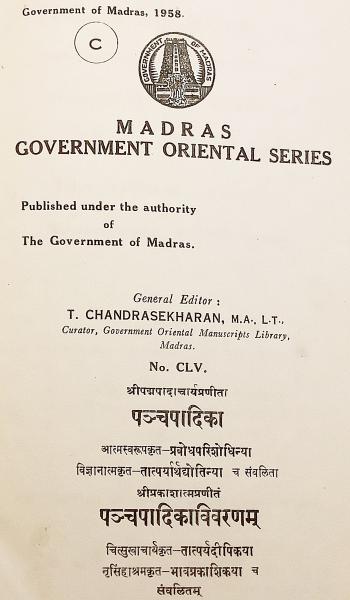 Government of Madras, 1958.
C
GOVERNMENT OF MADRAS
MADRAS
GOVERNMENT ORIENTAL SERIES
Published under the authority
of
The Government of Madras.
General Editor :
T. CHANDRASEKHARAN, M.A., L.T.,
Curator, Government Oriental Manuscripts Library,
Madras.
No. CLV.
श्रीपद्मपादाचार्यप्रणीता
पञ्चपादिका
आत्मस्वरूपकृत-प्रबोधपरिशोधिन्या
विज्ञानात्मकृत-तात्पर्यार्थद्योतिन्या च संवलिता
श्रीप्रकाशात्मप्रणीतं
पञ्चपादिकाविवरणम्
चित्सुखाचार्यकृत-तात्पर्यदीपिकया
नृसिंहाश्रमकृत-भावप्रकाशिकया च
संवलितम्